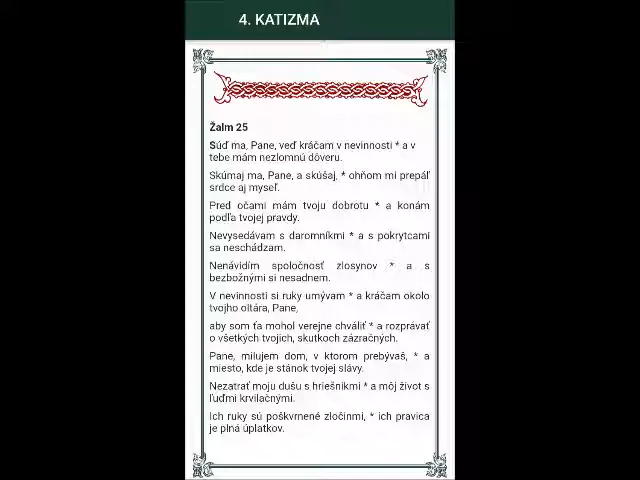 4. KATIZMA
Žalm 25
Súď ma, Pane, veď kráčam v nevinnosti * a v
tebe mám nezlomnú dôveru.
Skúmaj ma, Pane, a skúšaj, * ohňom mi prepáľ
srdce aj myseľ.
Pred očami mám tvoju dobrotu * a konám
podľa tvojej pravdy.
Nevysedávam s daromníkmi * a s pokrytcami
sa neschádzam.
Nenávidím spoločnosť zlosynov * a s
bezbožnými si nesadnem.
V nevinnosti si ruky umývam * a kráčam okolo
tvojho oltára, Pane,
aby som ťa mohol verejne chváliť * a rozprávať
o všetkých tvojich, skutkoch zázračných.
Pane, milujem dom, v ktorom prebývaš, * a
miesto, kde je stánok tvojej slávy.
Nezatrať moju dušu s hriešnikmi * a môj život s
ľuďmi krvilačnými.
Ich ruky sú poškvrnené zločinmi, * ich pravica
je plná úplatkov.